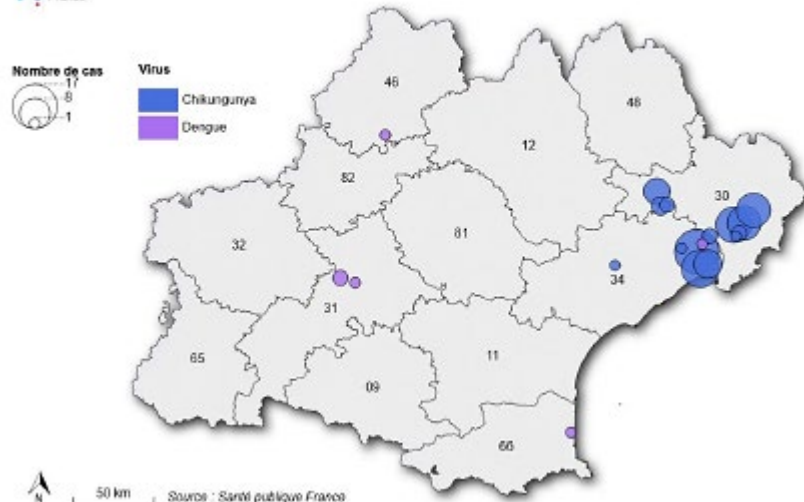 Nombre de cas
17
8
1
Virus
Chikungunya
Dengue
46
48
12
82
30
32
81
34
31
65
11
09
66
N
50 km
Source : Santé publique France